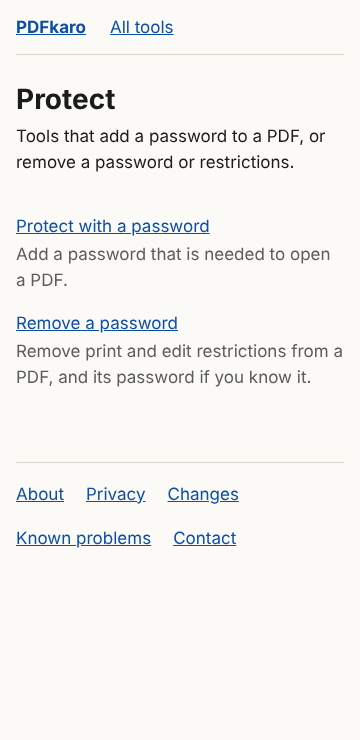 PDFkaro All tools
Protect
Tools that add a password to a PDF, or
remove a password or restrictions.
Protect with a password
Add a password that is needed to open
a PDF.
Remove a password
Remove print and edit restrictions from a
PDF, and its password if you know it.
About Privacy Changes
Known problems Contact